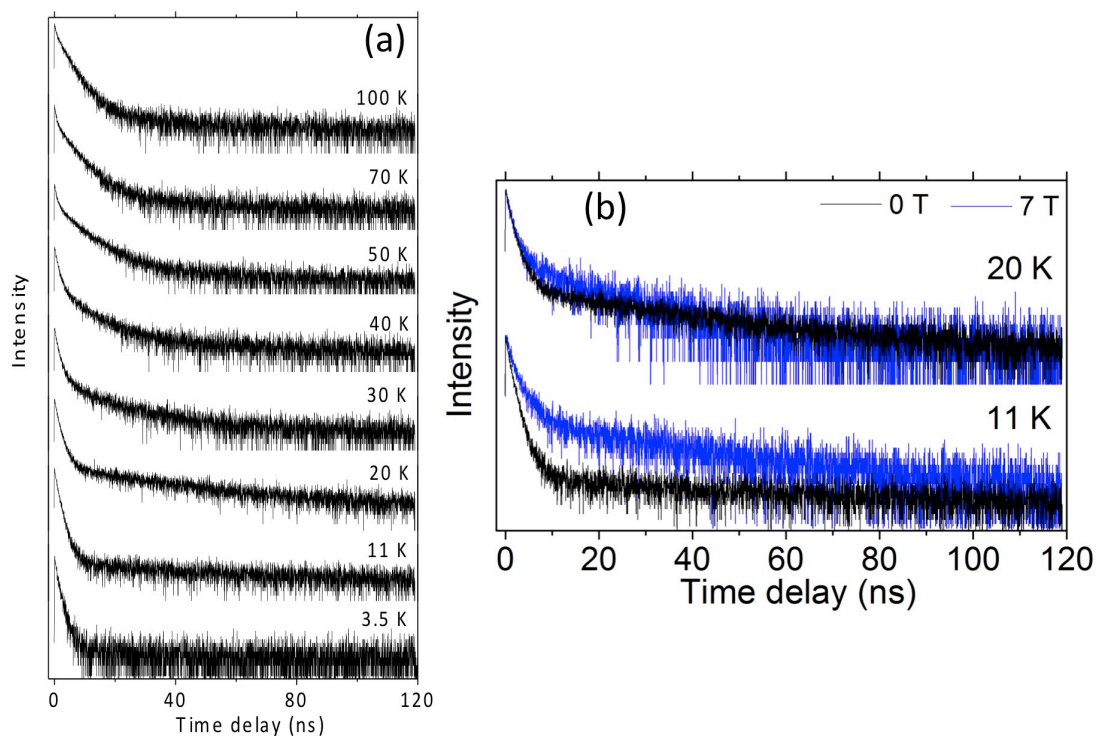 (a)
100 K
70 K
50 K
40 K
30 K
20 K
11 K
3.5 K
Intensity
0 40 80 120
Time delay (ns)
(b)
0 T 7 T
20 K
11 K
Intensity
0 20 40 60 80 100 120
Time delay (ns)